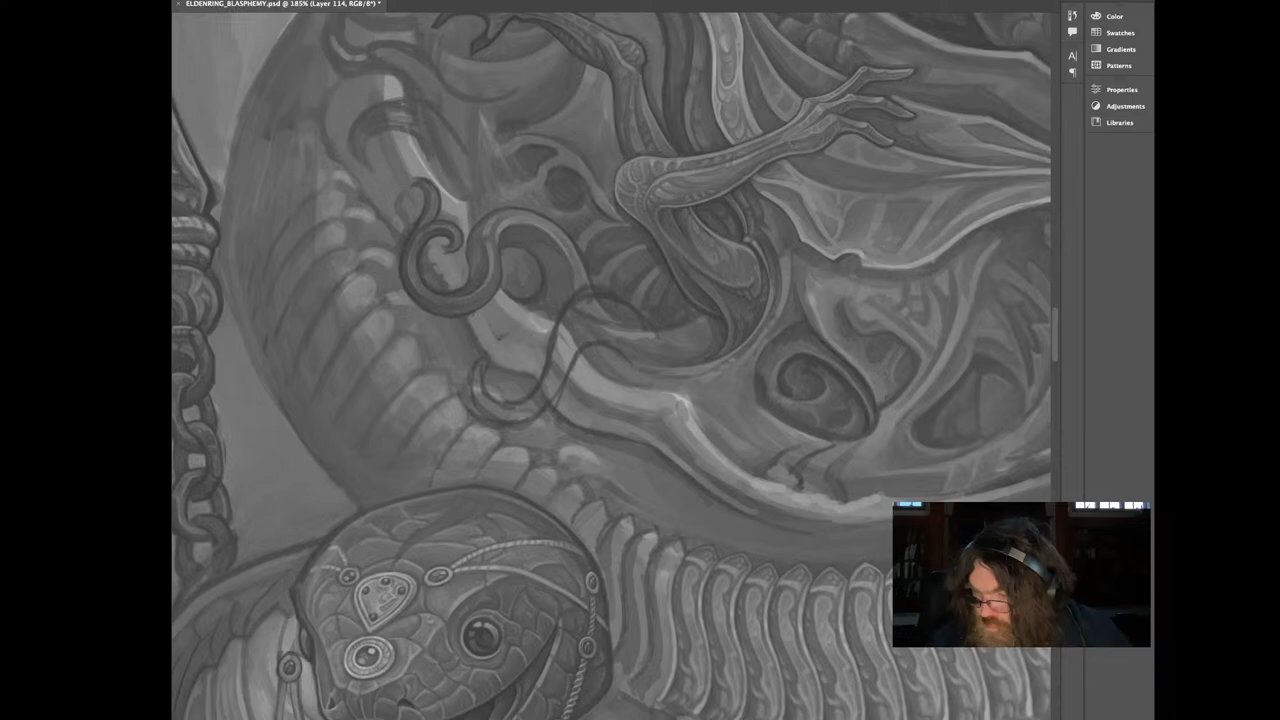 × ELDENRING_BLASPHEMY.psd @ 185% (Layer 114, RGB/8*) *
Color
Swatches
A| Gradients
¶ Patterns
Properties
Adjustments
Libraries